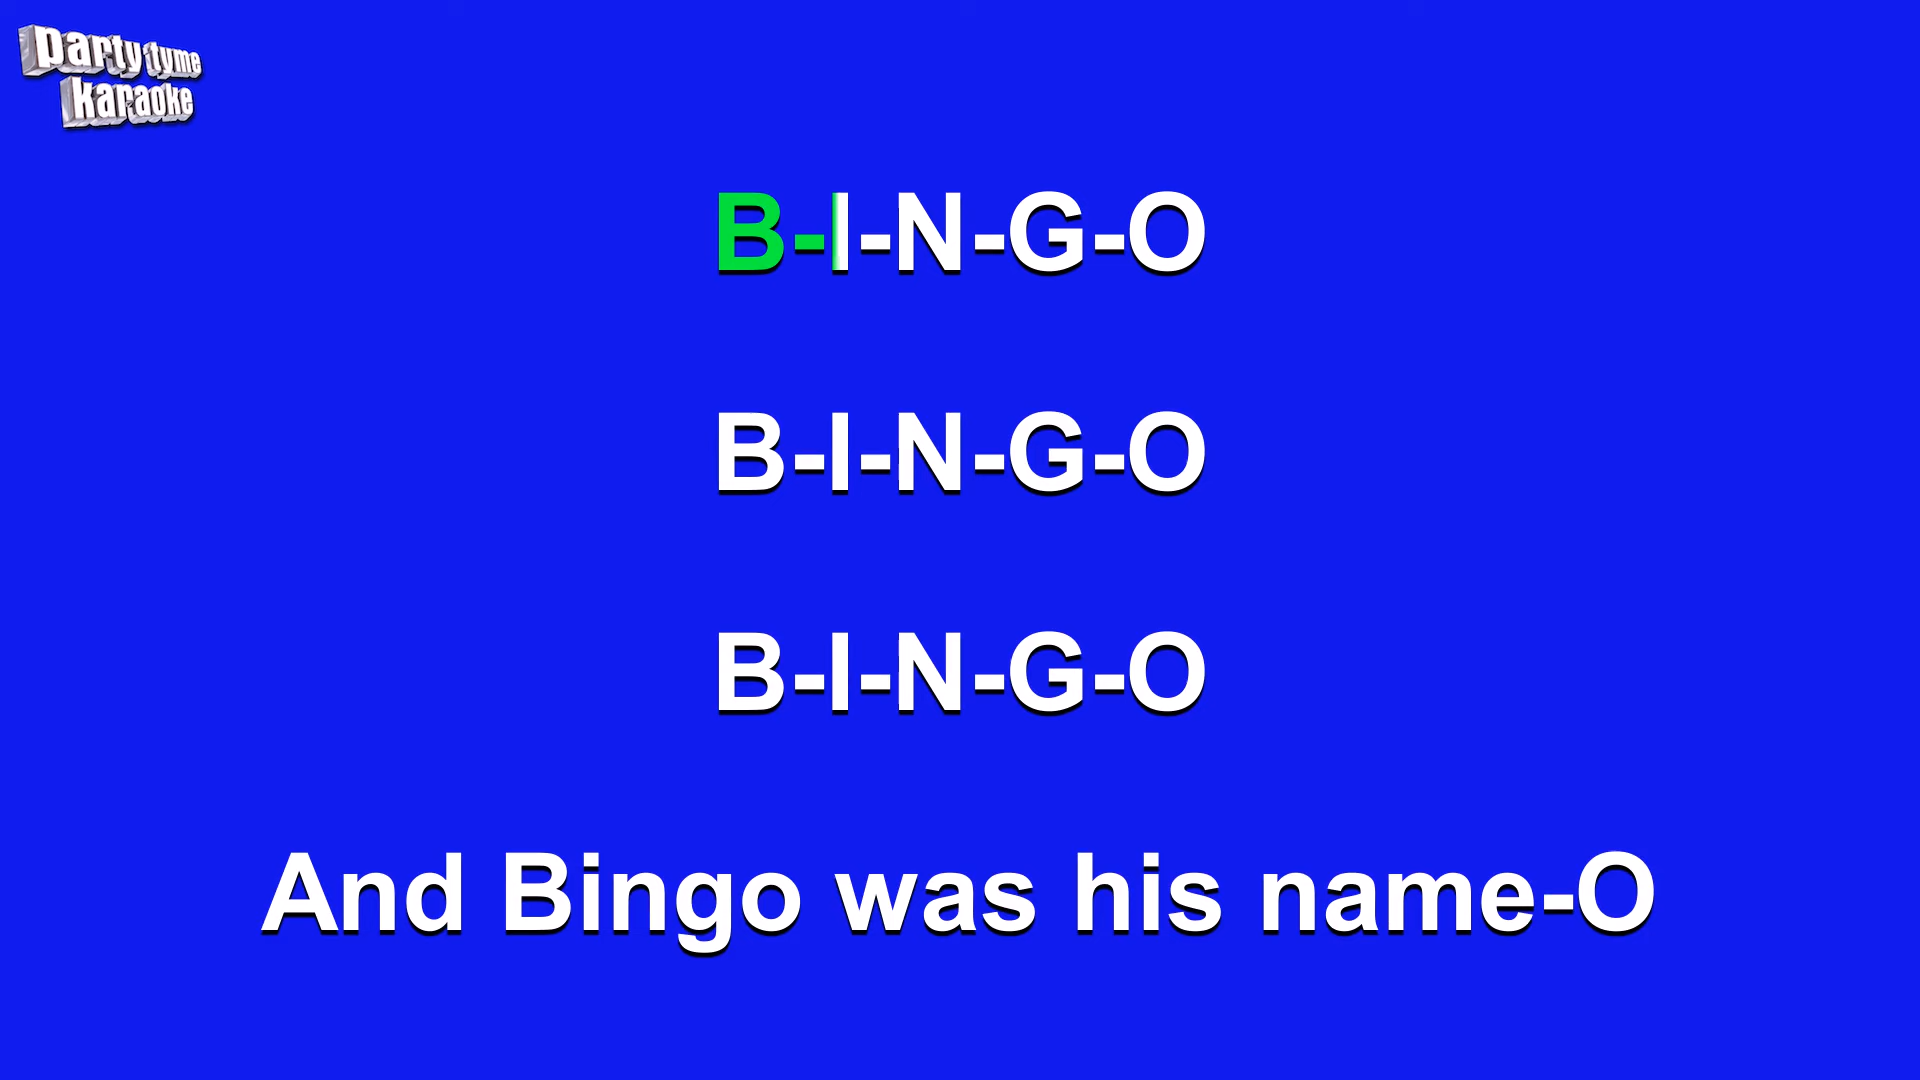 party tyme
karaoke
B-I-N-G-O
B-I-N-G-O
B-I-N-G-O
And Bingo was his name-O